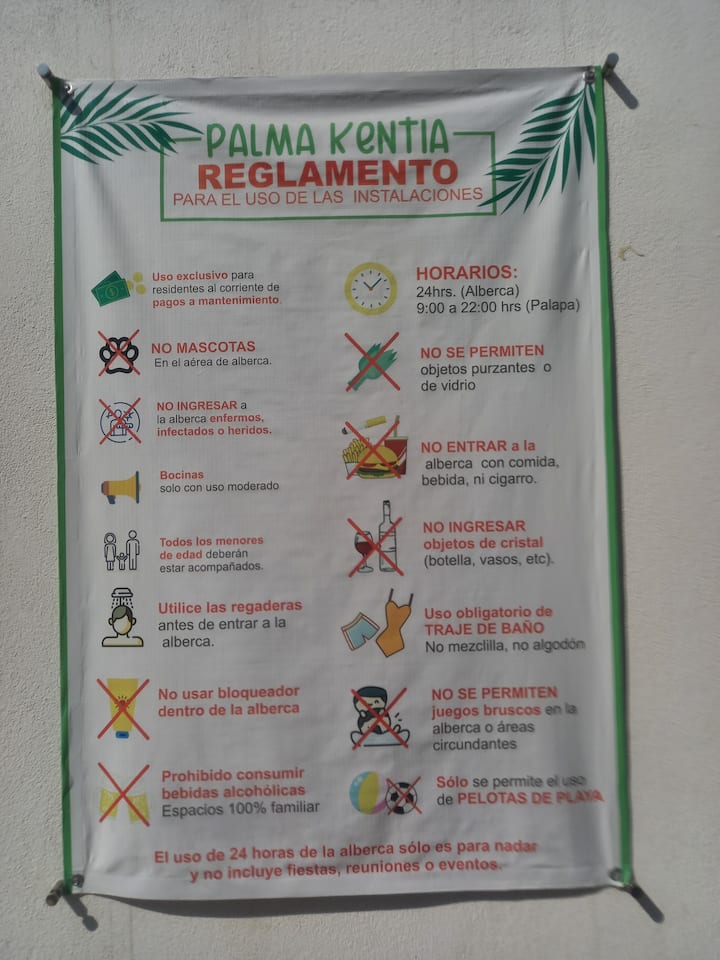 PALMA KENTIA
REGLAMENTO
PARA EL USO DE LAS INSTALACIONES
Uso exclusivo para
residentes al corriente de
pagos a mantenimiento.
NO MASCOTAS
En el aérea de alberca.
NO INGRESAR a
la alberca enfermos,
infectados o heridos.
Bocinas
solo con uso moderado
Todos los menores
de edad deberán
estar acompañados.
Utilice las regaderas
antes de entrar a la
alberca.
No usar bloqueador
dentro de la alberca
Prohibido consumir
bebidas alcohólicas
Espacios 100% familiar
HORARIOS:
24hrs. (Alberca)
9:00 a 22:00 hrs (Palapa)
NO SE PERMITEN
objetos purzantes o
de vidrio
NO ENTRAR a la
alberca con comida,
bebida, ni cigarro.
NO INGRESAR
objetos de cristal
(botella, vasos, etc).
Uso obligatorio de
TRAJE DE BAÑO
No mezclilla, no algodón
NO SE PERMITEN
juegos bruscos en la
alberca o áreas
circundantes
Sólo se permite el uso
de PELOTAS DE PLAYA
El uso de 24 horas de la alberca sólo es para nadar
y no incluye fiestas, reuniones o eventos.